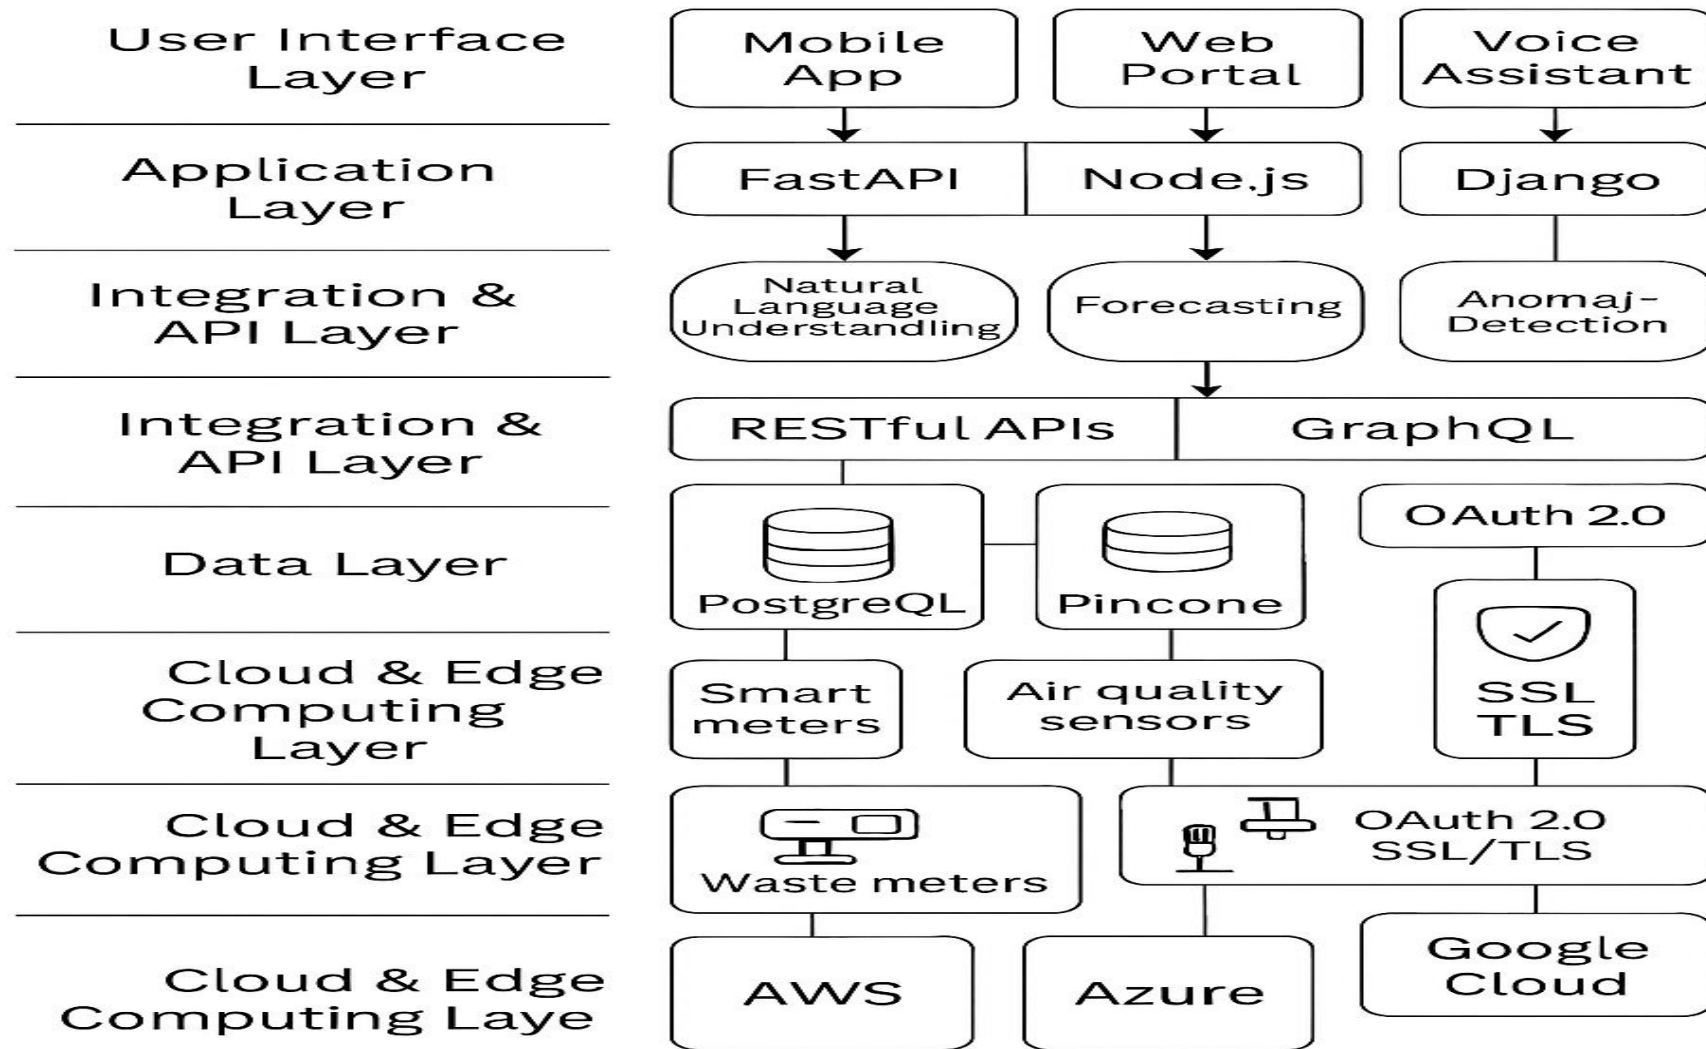 User Interface
Layer
Mobile
App
Web
Portal
Voice
Assistant
Application
Layer
FastAPI
Node.js
Django
Integration &
API Layer
Natural
Language
Understandling
Forecasting
Anomaj-
Detection
Integration &
API Layer
RESTful APIs
GraphQL
Data Layer
PostgreQL
Pincone
OAuth 2.0
SSL
TLS
Cloud & Edge
Computing
Layer
Smart
meters
Air quality
sensors
Cloud & Edge
Computing Layer
Waste meters
OAuth 2.0
SSL/TLS
Cloud & Edge
Computing Laye
AWS
Azure
Google
Cloud